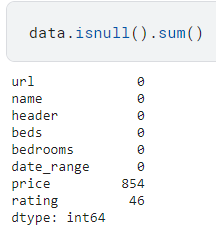 data.isnull().sum()
url 0
name 0
header 0
beds 0
bedrooms 0
date_range 0
price 854
rating 46
dtype: int64